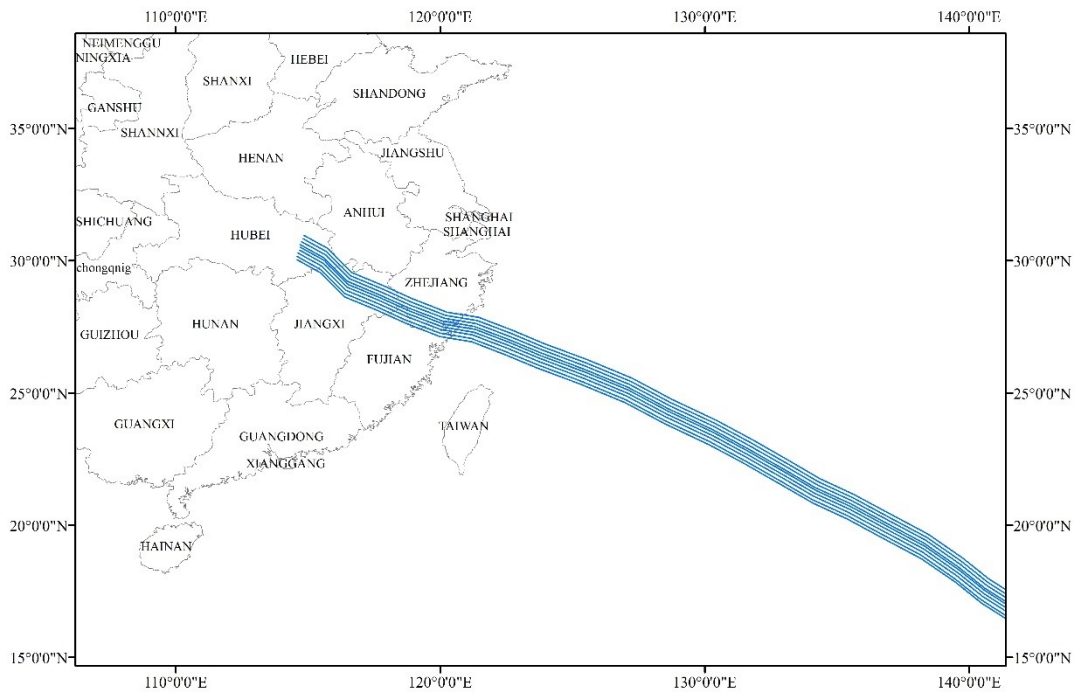 110°0'0"E 120°0'0"E 130°0'0"E 140°0'0"E
NEIMENGGU
NINGXIA
HEBEI
SHANXI
SHANDONG
GANSHU
35°0'0"N
35°0'0"N
SHANNXI
JIANGSHU
HENAN
ANHUI
SHICHUANG
SHANGHAI
SHANGHAI
HUBEI
30°0'0"N
30°0'0"N
chongqnig
ZHEJIANG
HUNAN
JIANGXI
GUIZHOU
FUJIAN
25°0'0"N
25°0'0"N
GUANGXI
TAIWAN
GUANGDONG
XIANGGANG
20°0'0"N
20°0'0"N
HAINAN
15°0'0"N
15°0'0"N
110°0'0"E 120°0'0"E 130°0'0"E 140°0'0"E